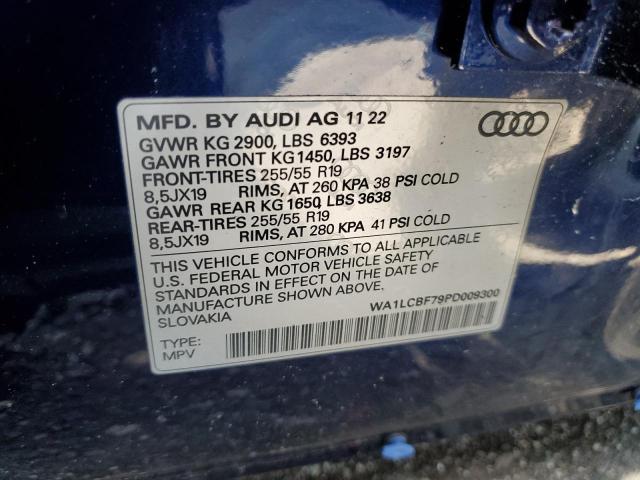 MFD. BY AUDI AG 11 22
GVWR KG 2900, LBS 6393
GAWR FRONT KG1450, LBS 3197
FRONT-TIRES 255/55 R19
8,5JX19 RIMS, AT 260 KPA 38 PSI COLD
GAWR REAR KG 1650, LBS 3638
REAR-TIRES 255/55 R19
8,5JX19 RIMS, AT 280 KPA 41 PSI COLD
THIS VEHICLE CONFORMS TO ALL APPLICABLE
U.S. FEDERAL MOTOR VEHICLE SAFETY
STANDARDS IN EFFECT ON THE DATE OF
MANUFACTURE SHOWN ABOVE.
SLOVAKIA
WA1LCBF79PD009300
TYPE:
MPV